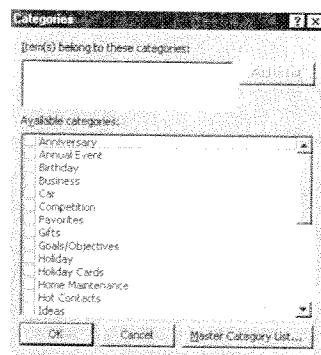 Categories
Item(s) belong to these categories:
Add to List
Available categories:
Anniversary
Annual Event
Birthday
Business
Car
Competition
Favorites
Gifts
Goals/Objectives
Holiday
Holiday Cards
Home Maintenance
Hot Contacts
Ideas
OK Cancel Master Category List...